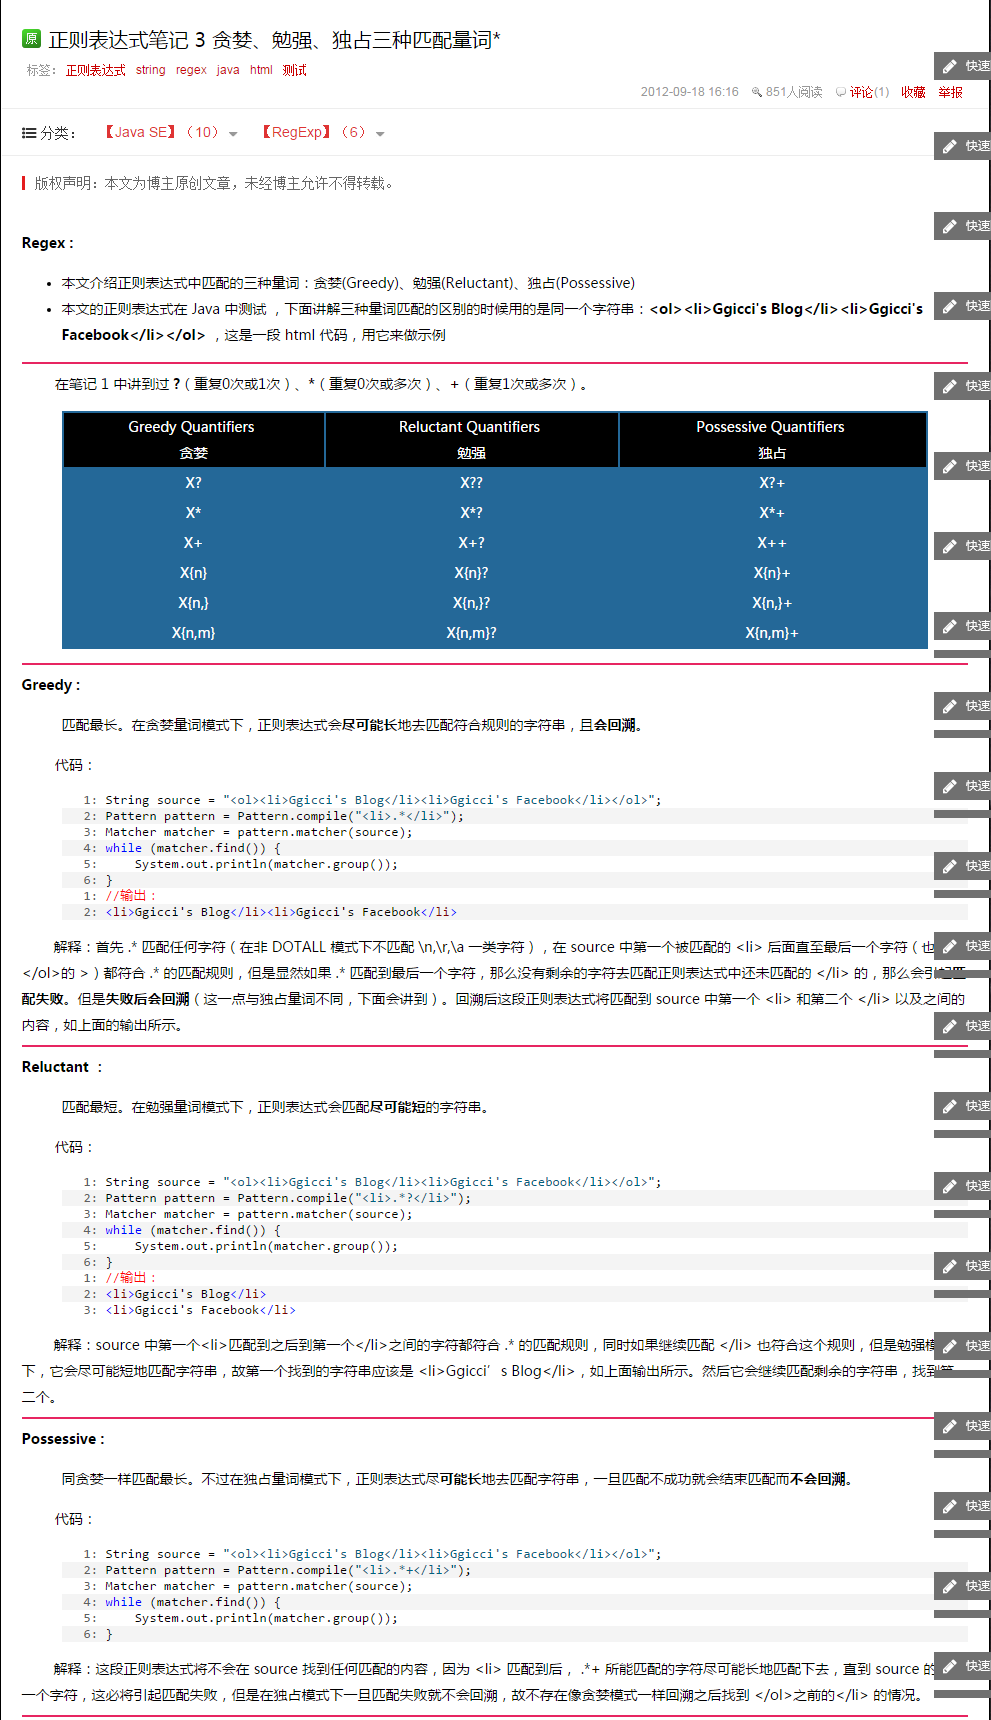 原 正则表达式笔记 3 贪婪、勉强、独占三种匹配量词*
标签： 正则表达式 string regex java html 测试
快速
2012-09-18 16:16 851人阅读 评论(1) 收藏 举报
分类： 【Java SE】（10） 【RegExp】（6）
快速
版权声明：本文为博主原创文章，未经博主允许不得转载。
快速
Regex :
本文介绍正则表达式中匹配的三种量词：贪婪(Greedy)、勉强(Reluctant)、独占(Possessive)
本文的正则表达式在 Java 中测试 ，下面讲解三种量词匹配的区别的时候用的是同一个字符串：<ol><li>Ggicci's Blog</li><li>Ggicci's
快速
Facebook</li></ol> ，这是一段 html 代码，用它来做示例
在笔记 1 中讲到过 ?（重复0次或1次）、*（重复0次或多次）、+（重复1次或多次）。
快速
Greedy Quantifiers Reluctant Quantifiers Possessive Quantifiers
贪婪 勉强 独占
快速
X? X?? X?+
X* X*? X*+
X+ X+? X++
快速
X{n} X{n}? X{n}+
X{n,} X{n,}? X{n,}+
X{n,m} X{n,m}? X{n,m}+
快速
Greedy :
快速
匹配最长。在贪婪量词模式下，正则表达式会尽可能长地去匹配符合规则的字符串，且会回溯。
代码：
快速
1: String source = "<ol><li>Ggicci's Blog</li><li>Ggicci's Facebook</li></ol>";
2: Pattern pattern = Pattern.compile("<li>.*</li>");
3: Matcher matcher = pattern.matcher(source);
4: while (matcher.find()) {
5: System.out.println(matcher.group());
快速
6: }
1: //输出：
2: <li>Ggicci's Blog</li><li>Ggicci's Facebook</li>
解释：首先 .* 匹配任何字符（在非 DOTALL 模式下不匹配 \n,\r,\a 一类字符），在 source 中第一个被匹配的 <li> 后面直至最后一个字符（也
快速
</ol>的 >）都符合 .* 的匹配规则，但是显然如果 .* 匹配到最后一个字符，那么没有剩余的字符去匹配正则表达式中还未匹配的 </li> 的，那么会引起匹
配失败。但是失败后会回溯（这一点与独占量词不同，下面会讲到）。回溯后这段正则表达式将匹配到 source 中第一个 <li> 和第二个 </li> 以及之间的
内容，如上面的输出所示。
快速
Reluctant ：
匹配最短。在勉强量词模式下，正则表达式会匹配尽可能短的字符串。
快速
代码：
1: String source = "<ol><li>Ggicci's Blog</li><li>Ggicci's Facebook</li></ol>";
快速
2: Pattern pattern = Pattern.compile("<li>.*?</li>");
3: Matcher matcher = pattern.matcher(source);
4: while (matcher.find()) {
5: System.out.println(matcher.group());
6: }
快速
1: //输出：
2: <li>Ggicci's Blog</li>
3: <li>Ggicci's Facebook</li>
解释：source 中第一个<li>匹配到之后到第一个</li>之间的字符都符合 .* 的匹配规则，同时如果继续匹配 </li> 也符合这个规则，但是勉强模
快速
下，它会尽可能短地匹配字符串，故第一个找到的字符串应该是 <li>Ggicci’s Blog</li>，如上面输出所示。然后它会继续匹配剩余的字符串，找到第
二个。
快速
Possessive :
同贪婪一样匹配最长。不过在独占量词模式下，正则表达式尽可能长地去匹配字符串，一旦匹配不成功就会结束匹配而不会回溯。
快速
代码：
1: String source = "<ol><li>Ggicci's Blog</li><li>Ggicci's Facebook</li></ol>";
2: Pattern pattern = Pattern.compile("<li>.*+</li>");
3: Matcher matcher = pattern.matcher(source);
快速
4: while (matcher.find()) {
5: System.out.println(matcher.group());
6: }
解释：这段正则表达式将不会在 source 找到任何匹配的内容，因为 <li> 匹配到后， .*+ 所能匹配的字符尽可能长地匹配下去，直到 source 的
快速
一个字符，这必将引起匹配失败，但是在独占模式下一旦匹配失败就不会回溯，故不存在像贪婪模式一样回溯之后找到 </ol>之前的</li> 的情况。